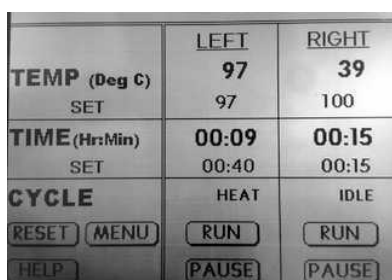 LEFT RIGHT
TEMP (Deg C) 97 39
SET 97 100
TIME (Hr:Min) 00:09 00:15
SET 00:40 00:15
CYCLE HEAT IDLE
RESET MENU RUN RUN
HELP PAUSE PAUSE